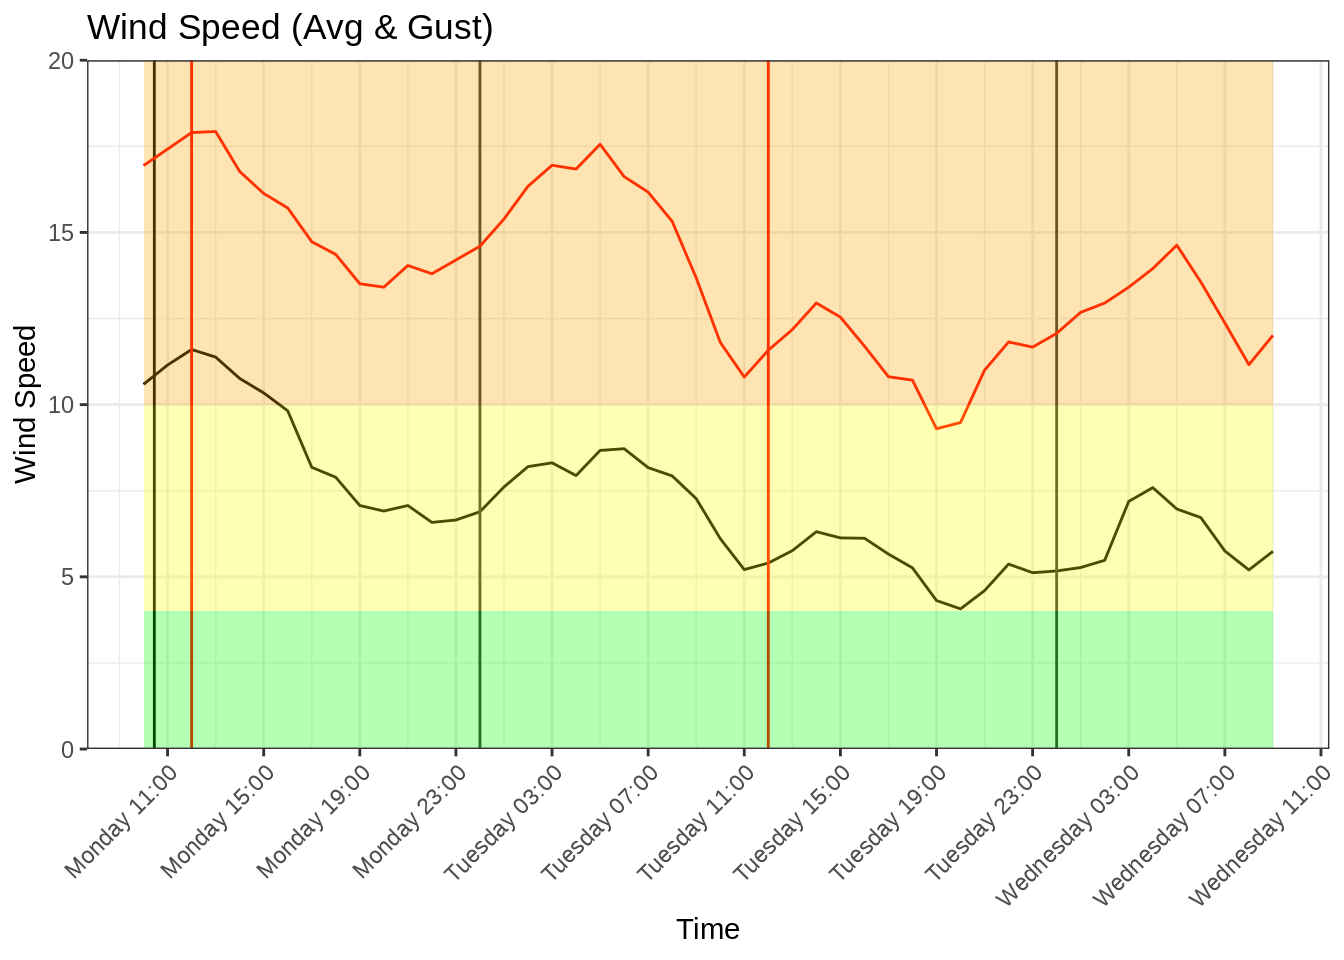 Wind Speed (Avg & Gust)
20
15
10
5
0
Wind Speed
Monday 11:00
Monday 15:00
Monday 19:00
Monday 23:00
Tuesday 03:00
Tuesday 07:00
Tuesday 11:00
Tuesday 15:00
Tuesday 19:00
Tuesday 23:00
Wednesday 03:00
Wednesday 07:00
Wednesday 11:00
Time